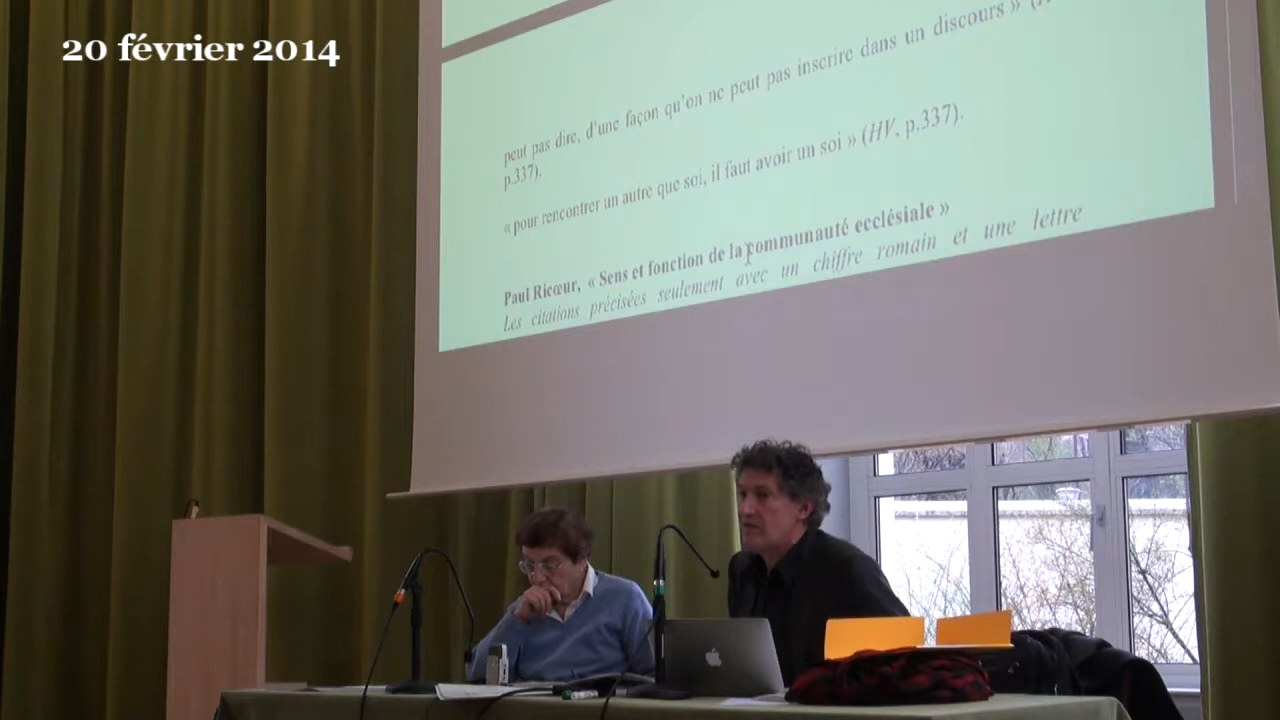 20 février 2014
peut pas dire, d'une façon qu'on ne peut pas inscrire dans un discours » (
p.337).
« pour rencontrer un autre que soi, il faut avoir un soi » (HV, p.337).
Paul Ricœur, « Sens et fonction de la communauté ecclésiale »
Les citations précisées seulement avec un chiffre romain et une lettre